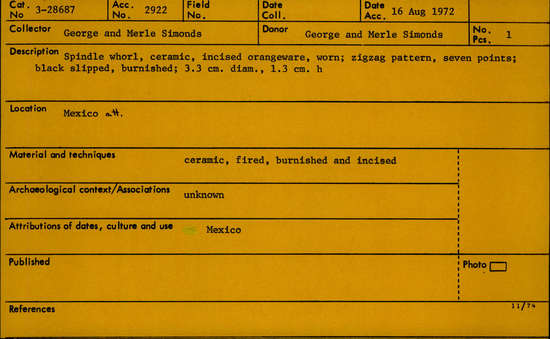 Cat. No 3-28687 Acc. No. 2922 Field No. Date Coll. Date Acc. 16 Aug 1972
Collector George and Merle Simonds Donor George and Merle Simonds No. Pcs. 1
Description Spindle whorl, ceramic, incised orangeware, worn; zigzag pattern, seven points;
black slipped, burnished; 3.3 cm. diam., 1.3 cm. h
Location Mexico att.
Material and techniques ceramic, fired, burnished and incised
Archaeological context/Associations unknown
Attributions of dates, culture and use Mexico
Published Photo
References 11/74